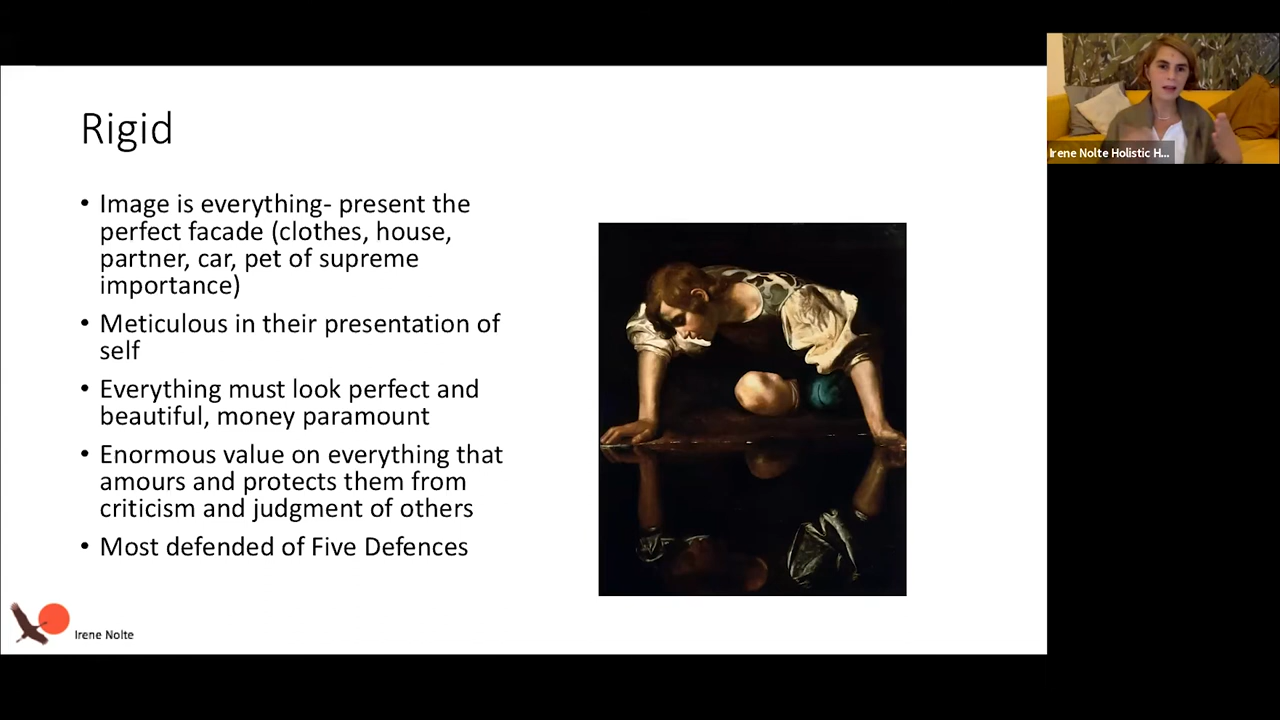 Rigid
• Image is everything- present the
perfect facade (clothes, house,
partner, car, pet of supreme
importance)
• Meticulous in their presentation of
self
• Everything must look perfect and
beautiful, money paramount
• Enormous value on everything that
amours and protects them from
criticism and judgment of others
• Most defended of Five Defences
Irene Nolte
Irene Nolte Holistic H...